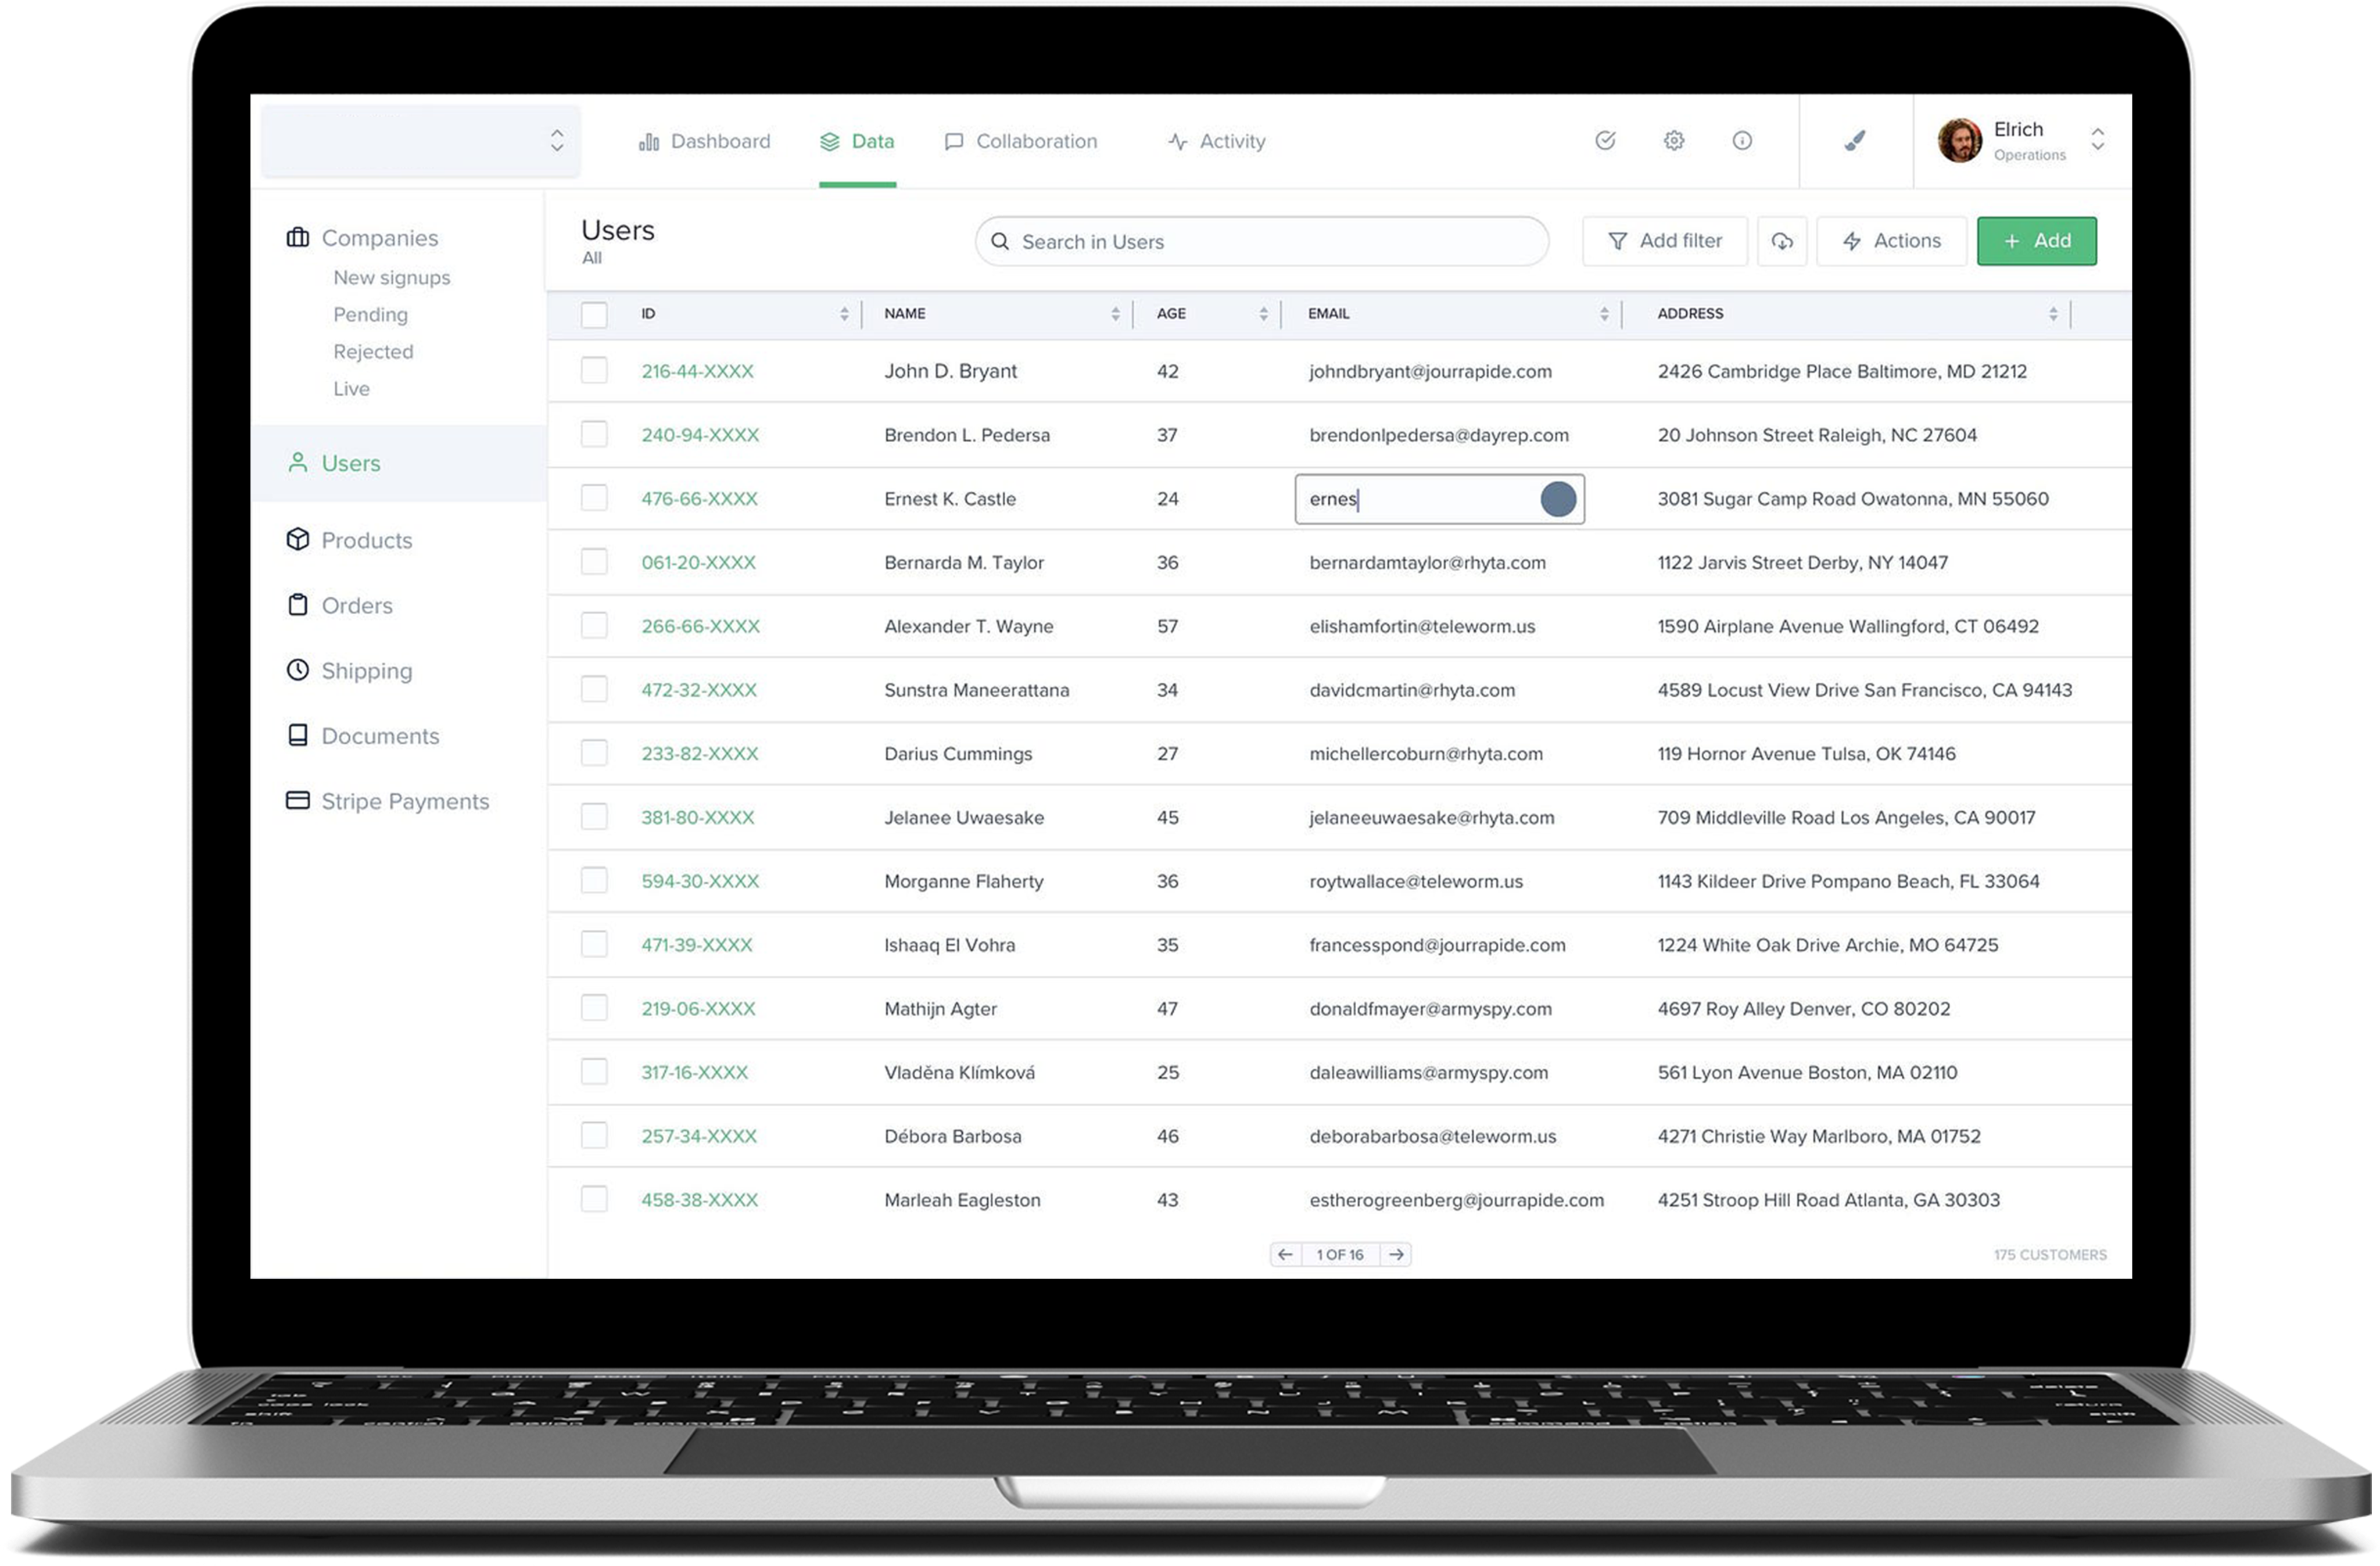 Dashboard Data Collaboration Activity Elrich
Operations
Companies
New signups
Pending
Rejected
Live
Users
Products
Orders
Shipping
Documents
Stripe Payments
Users
All
Search in Users Add filter Actions + Add
ID NAME AGE EMAIL ADDRESS
216-44-XXXX John D. Bryant 42 johndbryant@jourrapide.com 2426 Cambridge Place Baltimore, MD 21212
240-94-XXXX Brendon L. Pedersa 37 brendonlpedersa@dayrep.com 20 Johnson Street Raleigh, NC 27604
476-66-XXXX Ernest K. Castle 24 ernes 3081 Sugar Camp Road Owatonna, MN 55060
061-20-XXXX Bernarda M. Taylor 36 bernardamtaylor@rhyta.com 1122 Jarvis Street Derby, NY 14047
266-66-XXXX Alexander T. Wayne 57 elishamfortin@teleworm.us 1590 Airplane Avenue Wallingford, CT 06492
472-32-XXXX Sunstra Maneerattana 34 davidcmartin@rhyta.com 4589 Locust View Drive San Francisco, CA 94143
233-82-XXXX Darius Cummings 27 michellercoburn@rhyta.com 119 Hornor Avenue Tulsa, OK 74146
381-80-XXXX Jelanee Uwaesake 45 jelaneeuwaesake@rhyta.com 709 Middleville Road Los Angeles, CA 90017
594-30-XXXX Morganne Flaherty 36 roytwallace@teleworm.us 1143 Kildeer Drive Pompano Beach, FL 33064
471-39-XXXX Ishaaq El Vohra 35 francesspond@jourrapide.com 1224 White Oak Drive Archie, MO 64725
219-06-XXXX Mathijn Agter 47 donaldfmayer@armyspy.com 4697 Roy Alley Denver, CO 80202
317-16-XXXX Vladěna Klímková 25 daleawilliams@armyspy.com 561 Lyon Avenue Boston, MA 02110
257-34-XXXX Débora Barbosa 46 deborabarbosa@teleworm.us 4271 Christie Way Marlboro, MA 01752
458-38-XXXX Marleah Eagleston 43 estherogreenberg@jourrapide.com 4251 Stroop Hill Road Atlanta, GA 30303
1 OF 16 175 CUSTOMERS
tab delete
caps lock return
shift shift
fn control option command command option